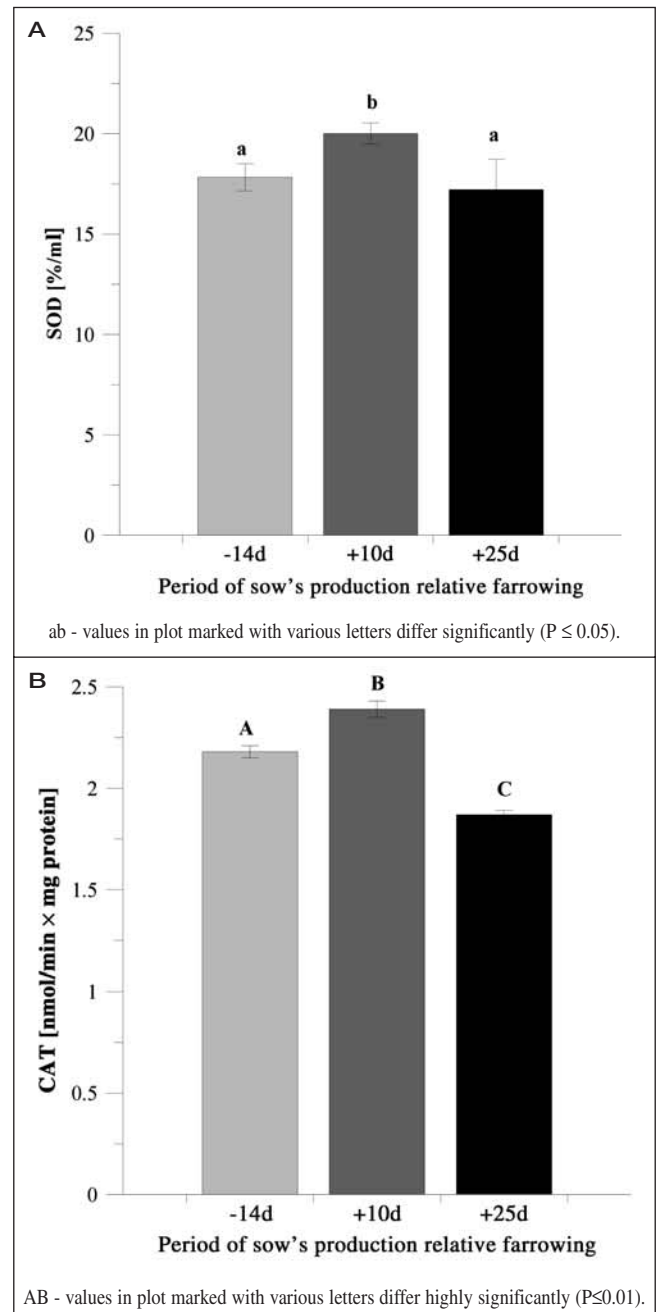 A
25
b
20
a
a
15
SOD [%/ml]
10
5
0
-14d +10d +25d
Period of sow's production relative farrowing
ab - values in plot marked with various letters differ significantly (P ≤ 0.05).
B
2.5
B
A
2
C
1.5
CAT [nmol/min × mg protein]
1
0.5
0
-14d +10d +25d
Period of sow's production relative farrowing
AB - values in plot marked with various letters differ highly significantly (P≤0.01).